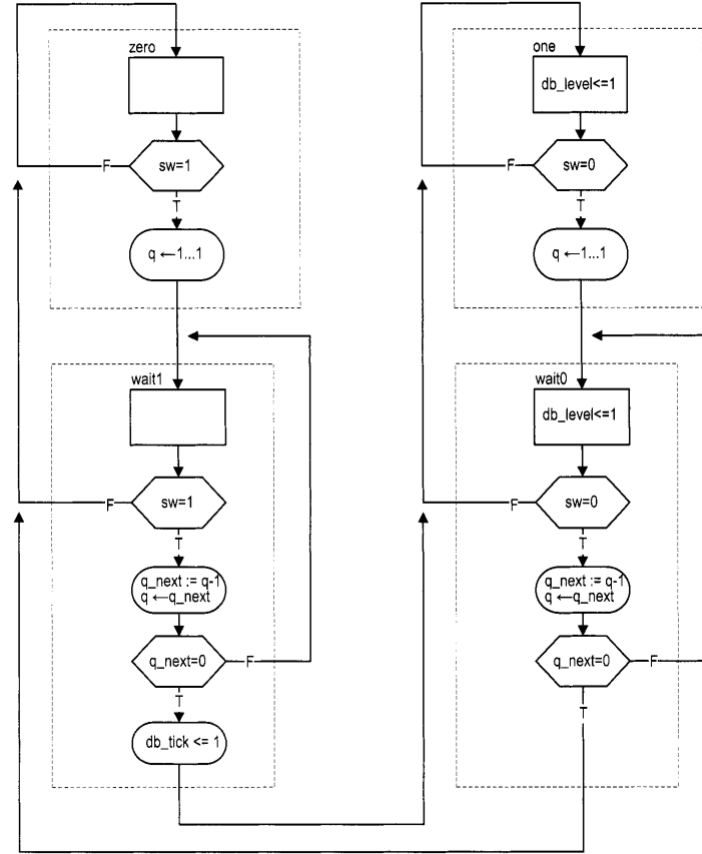 zero
sw=1
F
T
q ←1...1
wait1
sw=1
F
T
q_next := q-1
q ←q_next
q_next=0
F
T
db_tick <= 1
one
db_level<=1
sw=0
F
T
q ←1...1
wait0
db_level<=1
sw=0
F
T
q_next := q-1
q ←q_next
q_next=0
F
T